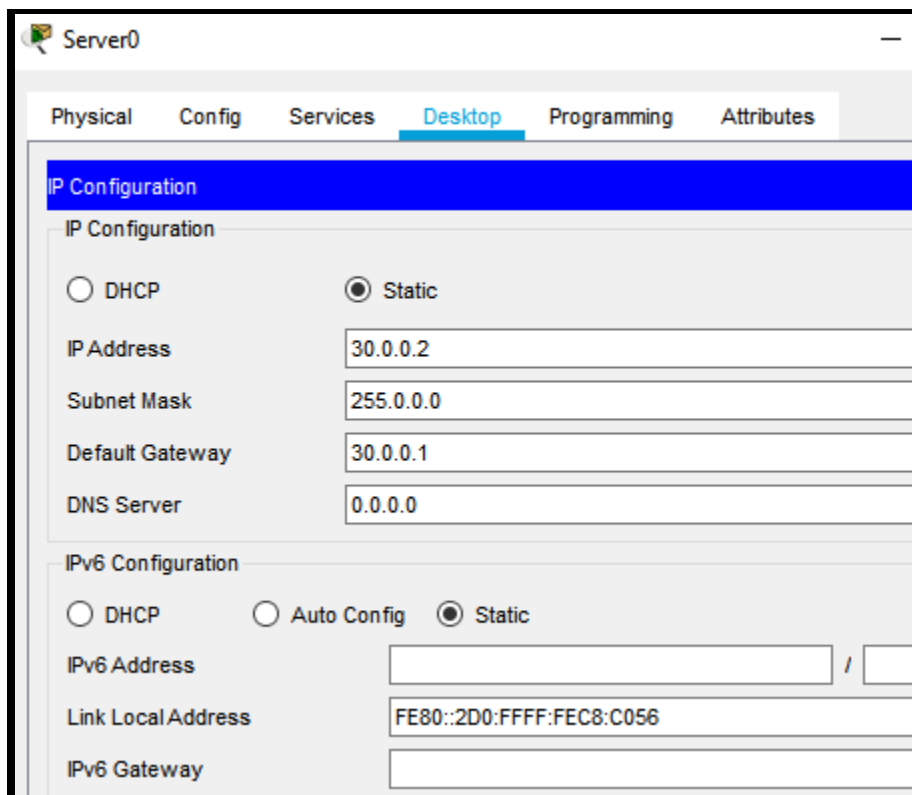 Server0
Physical Config Services Desktop Programming Attributes
IP Configuration
IP Configuration
DHCP Static
IP Address 30.0.0.2
Subnet Mask 255.0.0.0
Default Gateway 30.0.0.1
DNS Server 0.0.0.0
IPv6 Configuration
DHCP Auto Config Static
IPv6 Address /
Link Local Address FE80::2D0:FFFF:FEC8:C056
IPv6 Gateway